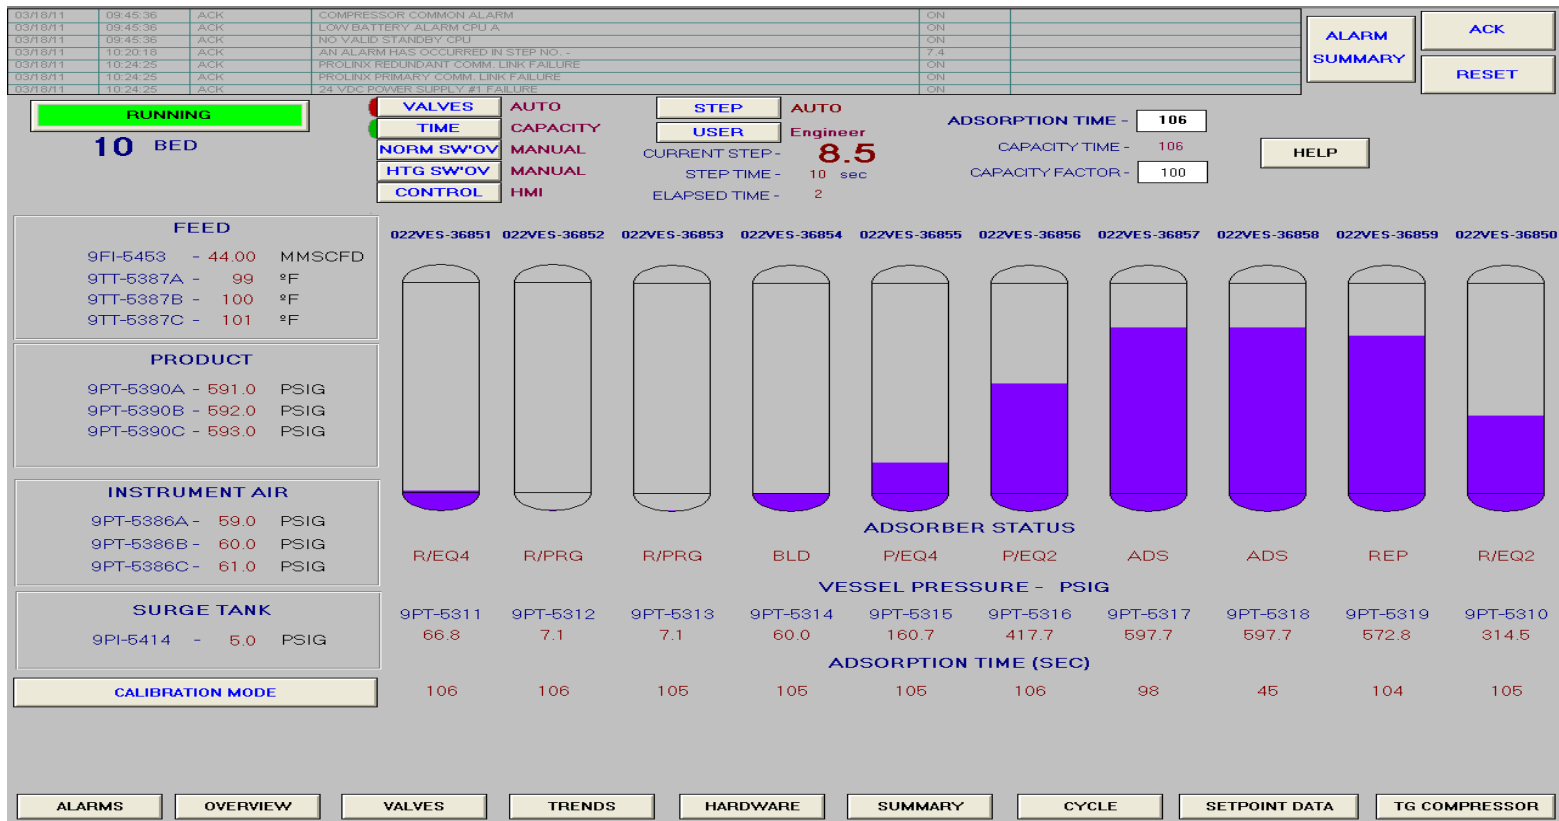 03/18/11 09:45:36 ACK COMPRESSOR COMMON ALARM ON
03/18/11 09:45:36 ACK LOW BATTERY ALARM CPU A ON
03/18/11 09:45:36 ACK NO VALID STANDBY CPU ON
03/18/11 10:20:18 ACK AN ALARM HAS OCCURRED IN STEP NO. - 7.4
03/18/11 10:24:25 ACK PROLINX REDUNDANT COMM. LINK FAILURE ON
03/18/11 10:24:25 ACK PROLINX PRIMARY COMM. LINK FAILURE ON
03/18/11 10:24:25 ACK 24 VDC POWER SUPPLY #1 FAILURE ON
ALARM SUMMARY
ACK
RESET
RUNNING
10 BED
VALVES AUTO
TIME CAPACITY
NORM SW'OV MANUAL
HTG SW'OV MANUAL
CONTROL HMI
STEP AUTO
USER Engineer
CURRENT STEP- 8.5
STEP TIME - 10 sec
ELAPSED TIME - 2
ADSORPTION TIME - 106
CAPACITY TIME - 106
CAPACITY FACTOR - 100
HELP
FEED
9FI-5453 - 44.00 MMSCFD
9TT-5387A - 99 ºF
9TT-5387B - 100 ºF
9TT-5387C - 101 ºF
PRODUCT
9PT-5390A - 591.0 PSIG
9PT-5390B - 592.0 PSIG
9PT-5390C - 593.0 PSIG
INSTRUMENT AIR
9PT-5386A - 59.0 PSIG
9PT-5386B - 60.0 PSIG
9PT-5386C - 61.0 PSIG
SURGE TANK
9PI-5414 - 5.0 PSIG
CALIBRATION MODE
022VES-36851 022VES-36852 022VES-36853 022VES-36854 022VES-36855 022VES-36856 022VES-36857 022VES-36858 022VES-36859 022VES-36850
ADSORBER STATUS
R/EQ4 R/PRG R/PRG BLD P/EQ4 P/EQ2 ADS ADS REP R/EQ2
VESSEL PRESSURE - PSIG
9PT-5311 9PT-5312 9PT-5313 9PT-5314 9PT-5315 9PT-5316 9PT-5317 9PT-5318 9PT-5319 9PT-5310
66.8 7.1 7.1 60.0 160.7 417.7 597.7 597.7 572.8 314.5
ADSORPTION TIME (SEC)
106 106 105 105 105 106 98 45 104 105
ALARMS OVERVIEW VALVES TRENDS HARDWARE SUMMARY CYCLE SETPOINT DATA TG COMPRESSOR